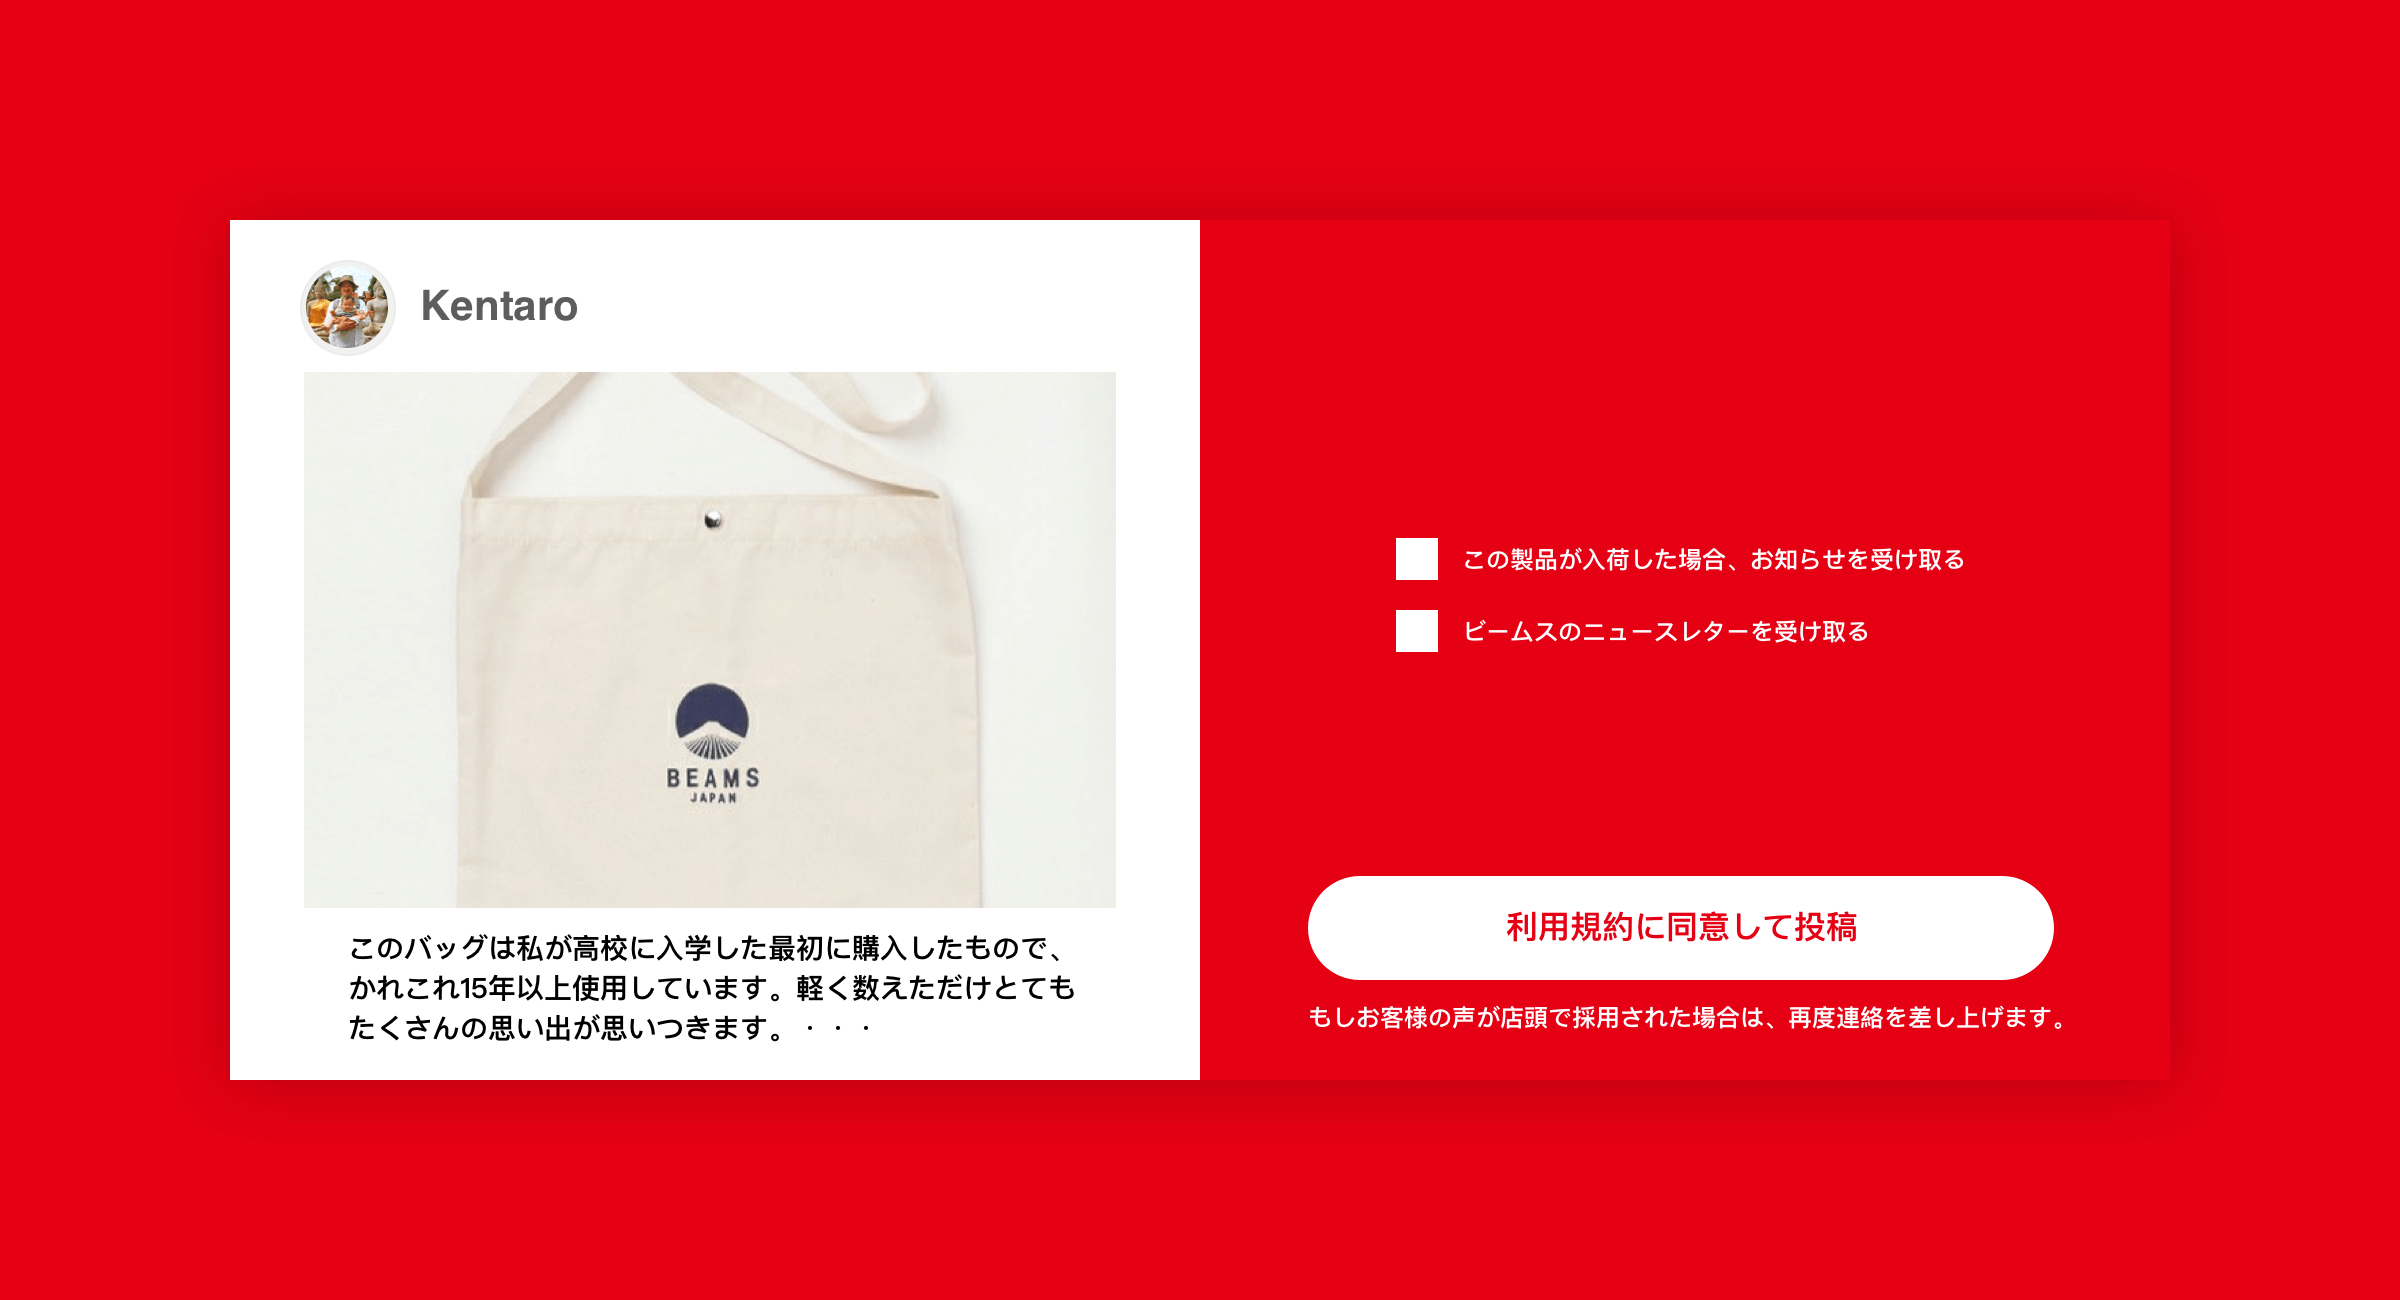 Kentaro
BEAMS
JAPAN
このバッグは私が高校に入学した最初に購入したもので、
かれこれ15年以上使用しています。軽く数えただけとても
たくさんの思い出が思いつきます。・・・
この製品が入荷した場合、お知らせを受け取る
ビームスのニュースレターを受け取る
利用規約に同意して投稿
もしお客様の声が店頭で採用された場合は、再度連絡を差し上げます。